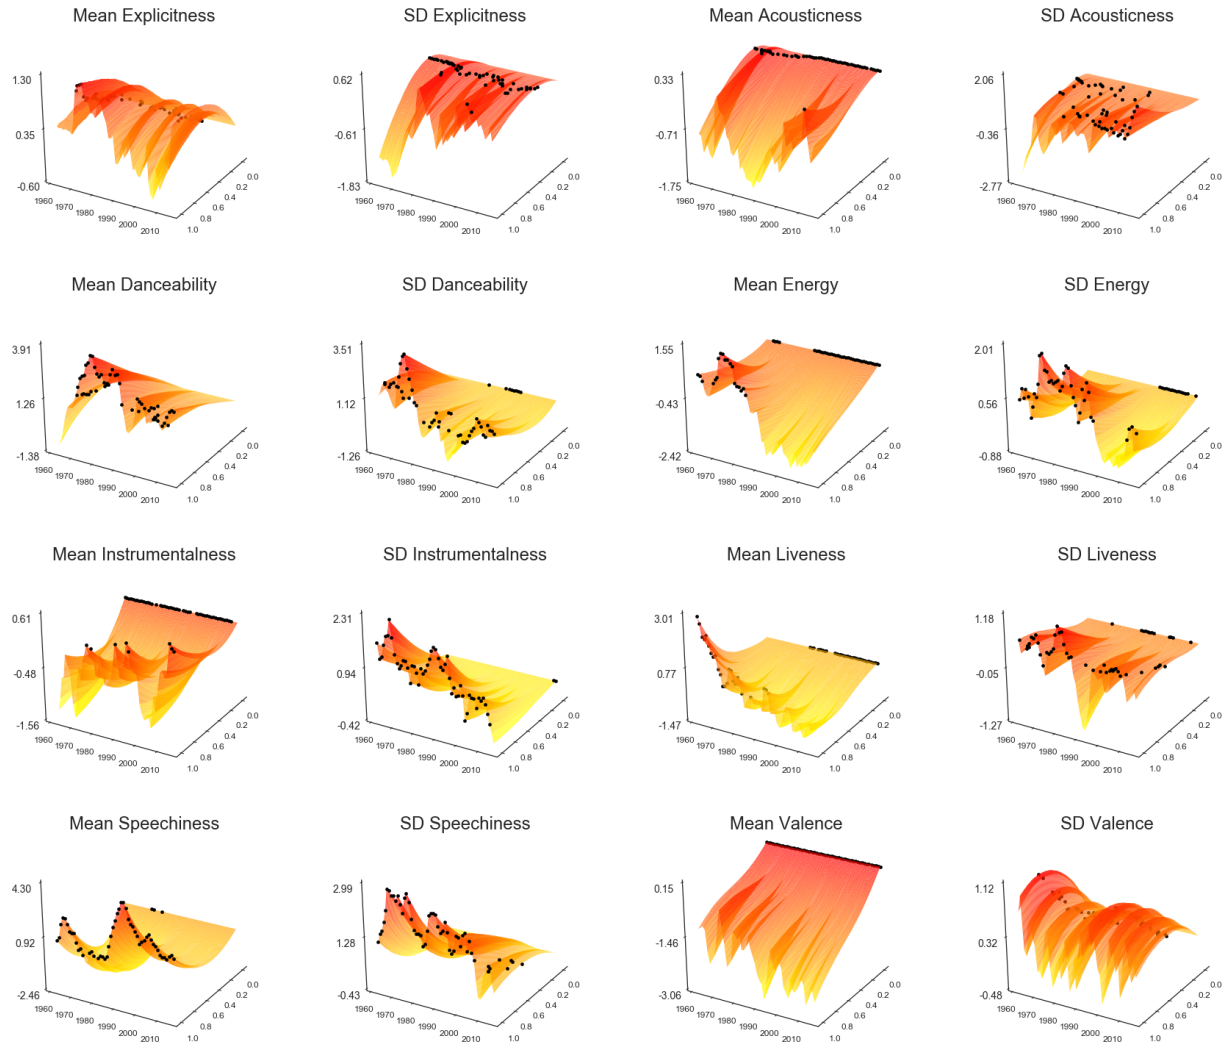 Mean Explicitness SD Explicitness Mean Acousticness SD Acousticness
1.30 0.62 0.33 2.06
0.35 -0.61 -0.71 -0.36
-0.60 -1.83 -1.75 -2.77
1960 1970 1980 1990 2000 2010 0.0 0.2 0.4 0.6 0.8 1.0
1960 1970 1980 1990 2000 2010 0.0 0.2 0.4 0.6 0.8 1.0
1960 1970 1980 1990 2000 2010 0.0 0.2 0.4 0.6 0.8 1.0
1960 1970 1980 1990 2000 2010 0.0 0.2 0.4 0.6 0.8 1.0
Mean Danceability SD Danceability Mean Energy SD Energy
3.91 3.51 1.55 2.01
1.26 1.12 -0.43 0.56
-1.38 -1.26 -2.42 -0.88
1960 1970 1980 1990 2000 2010 0.0 0.2 0.4 0.6 0.8 1.0
1960 1970 1980 1990 2000 2010 0.0 0.2 0.4 0.6 0.8 1.0
1960 1970 1980 1990 2000 2010 0.0 0.2 0.4 0.6 0.8 1.0
1960 1970 1980 1990 2000 2010 0.0 0.2 0.4 0.6 0.8 1.0
Mean Instrumentalness SD Instrumentalness Mean Liveness SD Liveness
0.61 2.31 3.01 1.18
-0.48 0.94 0.77 -0.05
-1.56 -0.42 -1.47 -1.27
1960 1970 1980 1990 2000 2010 0.0 0.2 0.4 0.6 0.8 1.0
1960 1970 1980 1990 2000 2010 0.0 0.2 0.4 0.6 0.8 1.0
1960 1970 1980 1990 2000 2010 0.0 0.2 0.4 0.6 0.8 1.0
1960 1970 1980 1990 2000 2010 0.0 0.2 0.4 0.6 0.8 1.0
Mean Speechiness SD Speechiness Mean Valence SD Valence
4.30 2.99 0.15 1.12
0.92 1.28 -1.46 0.32
-2.46 -0.43 -3.06 -0.48
1960 1970 1980 1990 2000 2010 0.0 0.2 0.4 0.6 0.8 1.0
1960 1970 1980 1990 2000 2010 0.0 0.2 0.4 0.6 0.8 1.0
1960 1970 1980 1990 2000 2010 0.0 0.2 0.4 0.6 0.8 1.0
1960 1970 1980 1990 2000 2010 0.0 0.2 0.4 0.6 0.8 1.0